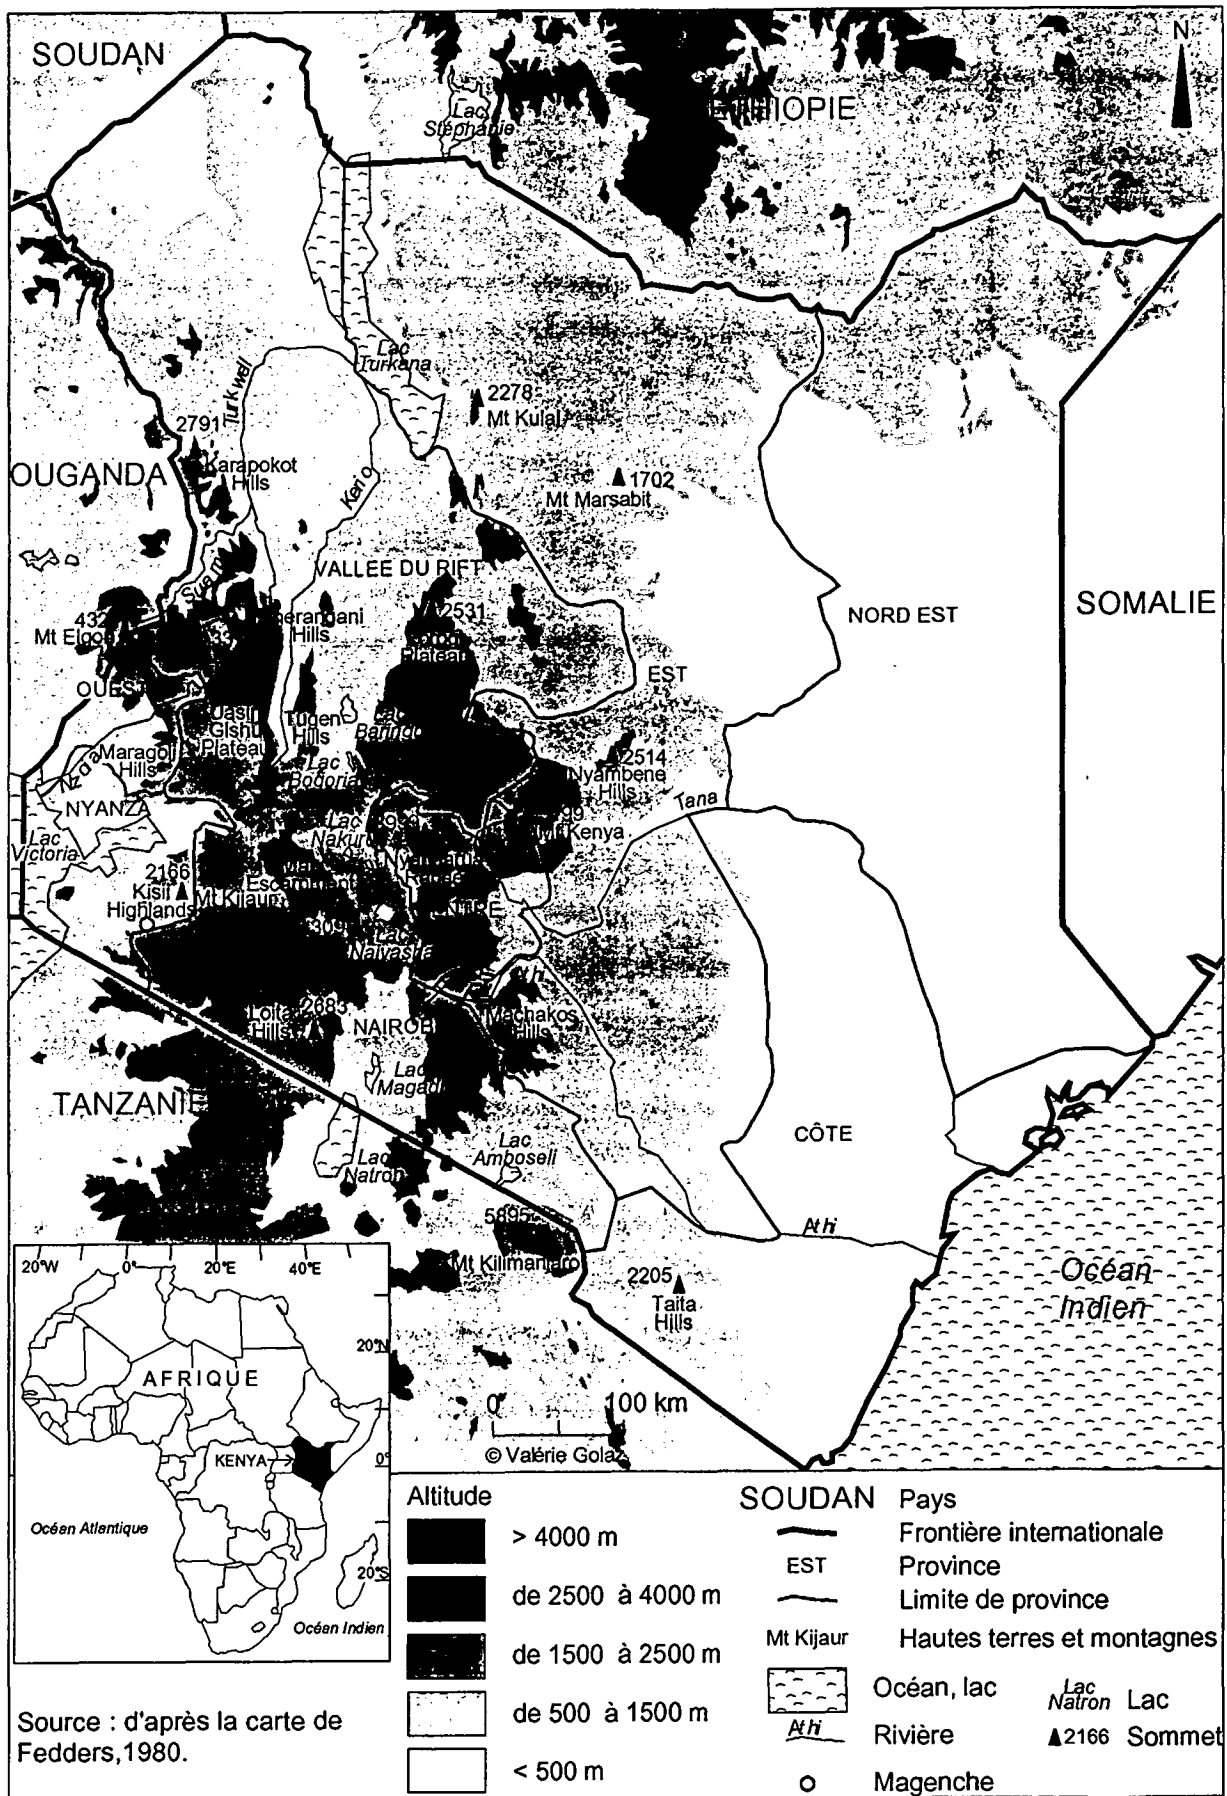 SOUDAN
N
ETHIOPIE
Lac
Stéphanie
Lac
Turkana
Turkwel
2278
Mt Kulal
2791
OUGANDA
Karapokot
Hills
Kerio
1702
Mt Marsabit
Suam
VALLEE DU RIFT
2531
Plateau
NORD EST
SOMALIE
Mt Elgon
Hills
EST
OUEST
Uasin
Gishu
Plateau
Tugen
Hills
Lac
Baringo
Maragoli
Hills
Nzoia
Lac
Bogoria
2514
Nyambene
Hills
NYANZA
Tana
Lac
Victoria
Lac
Nakuru
Mt Kenya
2166
Kisii
Highlands
Mt Kijaur
Escarpment
Lac
Naivasha
Athi
Loita
Hills
2683
NAIROBI
Machakos
Hills
Lac
Magadi
TANZANIE
Lac
Natron
Lac
Amboseli
CÔTE
5895
Mt Kilimanjaro
Athi
2205
Taita
Hills
Océan
Indien
0 100 km
© Valérie Golaz
20°W 0° 20°E 40°E
20°N
AFRIQUE
KENYA
0°
Océan Atlantique
20°S
Océan Indien
Source : d'après la carte de
Fedders,1980.
Altitude
> 4000 m
de 2500 à 4000 m
de 1500 à 2500 m
de 500 à 1500 m
< 500 m
SOUDAN Pays
Frontière internationale
EST Province
Limite de province
Mt Kijaur Hautes terres et montagnes
Océan, lac
Lac
Natron Lac
Athi Rivière
2166 Sommet
Magenche